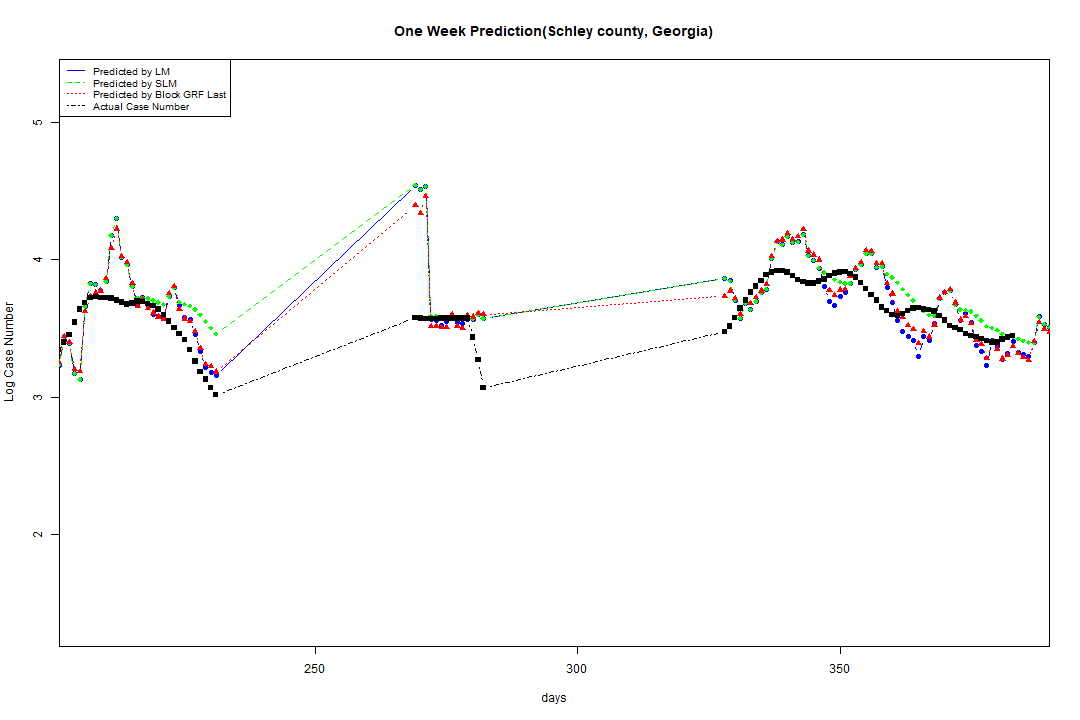 One Week Prediction(Schley county, Georgia)
Predicted by LM
Predicted by SLM
Predicted by Block GRF Last
Actual Case Number
5
4
3
2
Log Case Number
250
300
350
days